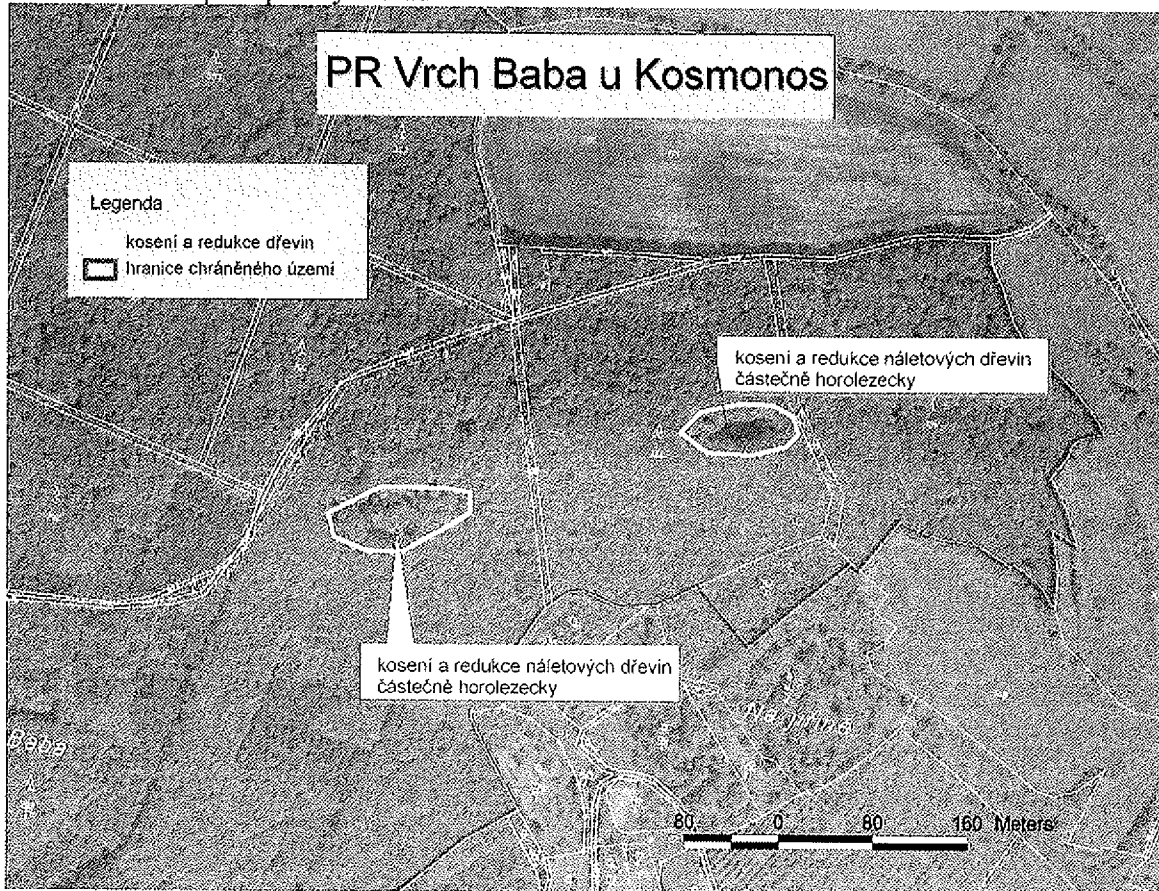 PR Vrch Baba u Kosmonos
Legenda
kosení a redukce dřevin
hranice chráněného území
kosení a redukce náletových dřevin
částečně horolezecky
kosení a redukce náletových dřevin
částečně horolezecky
Baba
80 0 80 160 Meters